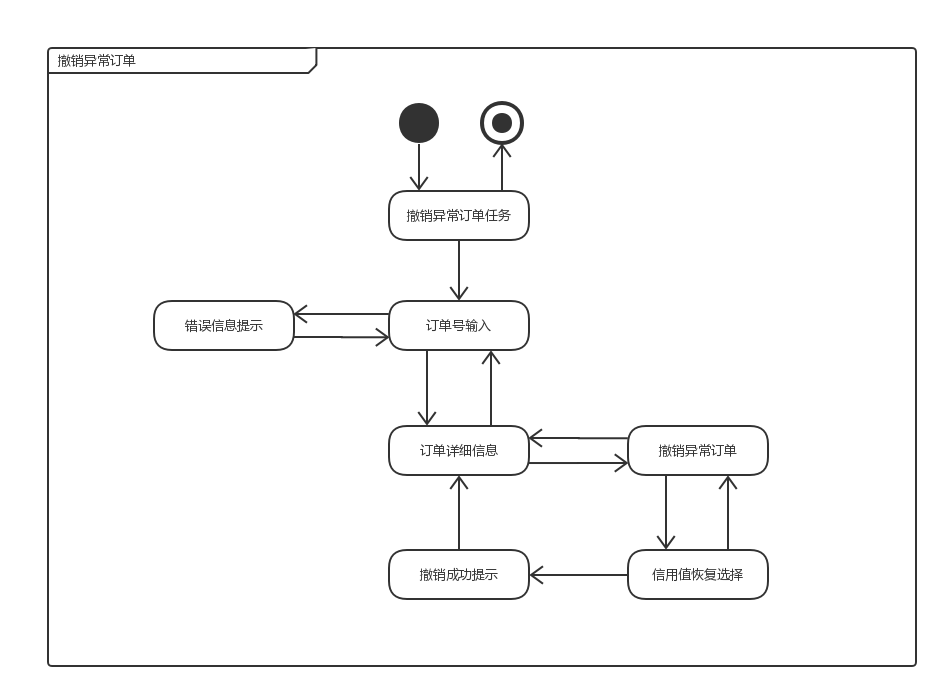 撤销异常订单
撤销异常订单任务
错误信息提示
订单号输入
订单详细信息
撤销异常订单
撤销成功提示
信用值恢复选择